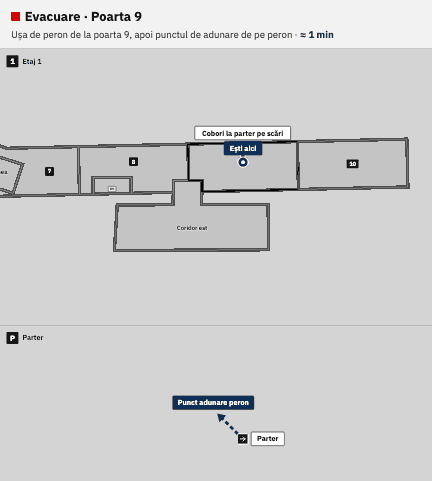 Evacuare · Poarta 9
Ușa de peron de la poarta 9, apoi punctul de adunare de pe peron · ≈ 1 min
1 Etaj 1
Cobori la parter pe scări
Ești aici
7
8
10
Coridor est
P Parter
Punct adunare peron
→ Parter